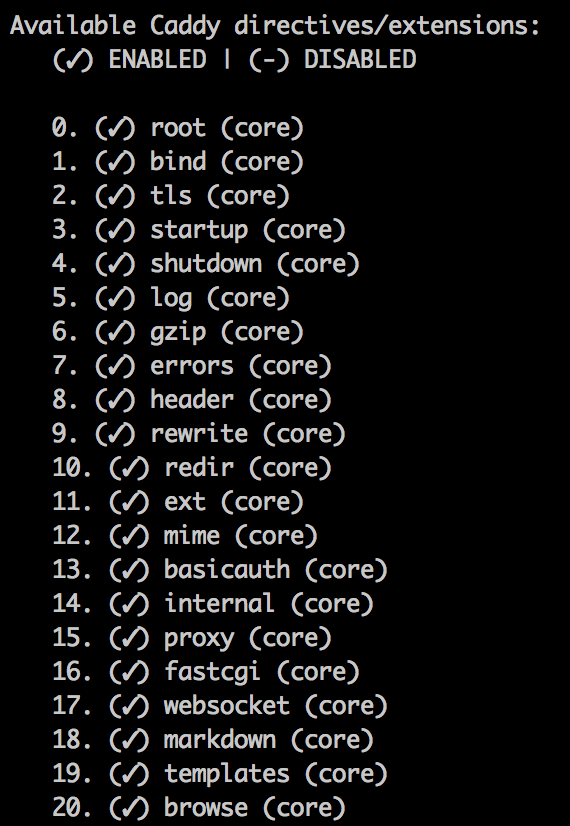 Available Caddy directives/extensions:
(✓) ENABLED | (-) DISABLED
0. (✓) root (core)
1. (✓) bind (core)
2. (✓) tls (core)
3. (✓) startup (core)
4. (✓) shutdown (core)
5. (✓) log (core)
6. (✓) gzip (core)
7. (✓) errors (core)
8. (✓) header (core)
9. (✓) rewrite (core)
10. (✓) redir (core)
11. (✓) ext (core)
12. (✓) mime (core)
13. (✓) basicauth (core)
14. (✓) internal (core)
15. (✓) proxy (core)
16. (✓) fastcgi (core)
17. (✓) websocket (core)
18. (✓) markdown (core)
19. (✓) templates (core)
20. (✓) browse (core)